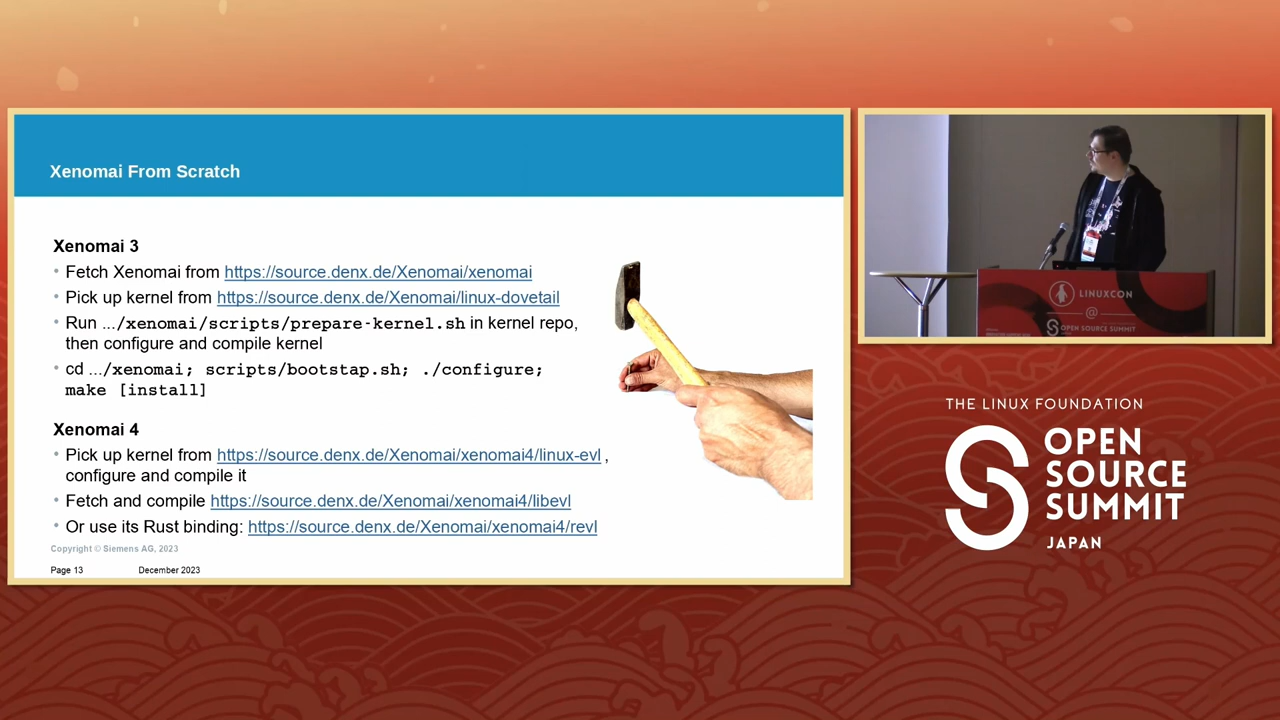 Xenomai From Scratch
Xenomai 3
• Fetch Xenomai from https://source.denx.de/Xenomai/xenomai
• Pick up kernel from https://source.denx.de/Xenomai/linux-dovetail
• Run .../xenomai/scripts/prepare-kernel.sh in kernel repo,
then configure and compile kernel
• cd .../xenomai; scripts/bootstap.sh; ./configure;
make [install]
Xenomai 4
• Pick up kernel from https://source.denx.de/Xenomai/xenomai4/linux-evl ,
configure and compile it
• Fetch and compile https://source.denx.de/Xenomai/xenomai4/libevl
• Or use its Rust binding: https://source.denx.de/Xenomai/xenomai4/revl
Copyright © Siemens AG, 2023
Page 13 December 2023
LINUXCON
@
OPEN SOURCE SUMMIT
THE LINUX FOUNDATION
OPEN
SOURCE
SUMMIT
JAPAN